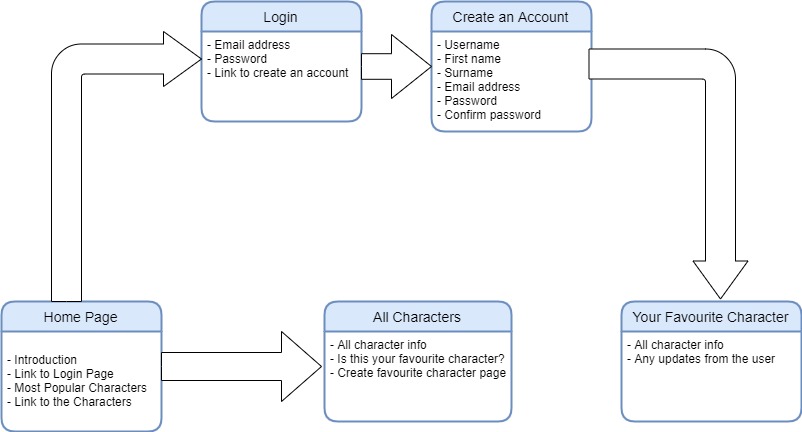 Login
- Email address
- Password
- Link to create an account
Create an Account
- Username
- First name
- Surname
- Email address
- Password
- Confirm password
Home Page
- Introduction
- Link to Login Page
- Most Popular Characters
- Link to the Characters
All Characters
- All character info
- Is this your favourite character?
- Create favourite character page
Your Favourite Character
- All character info
- Any updates from the user